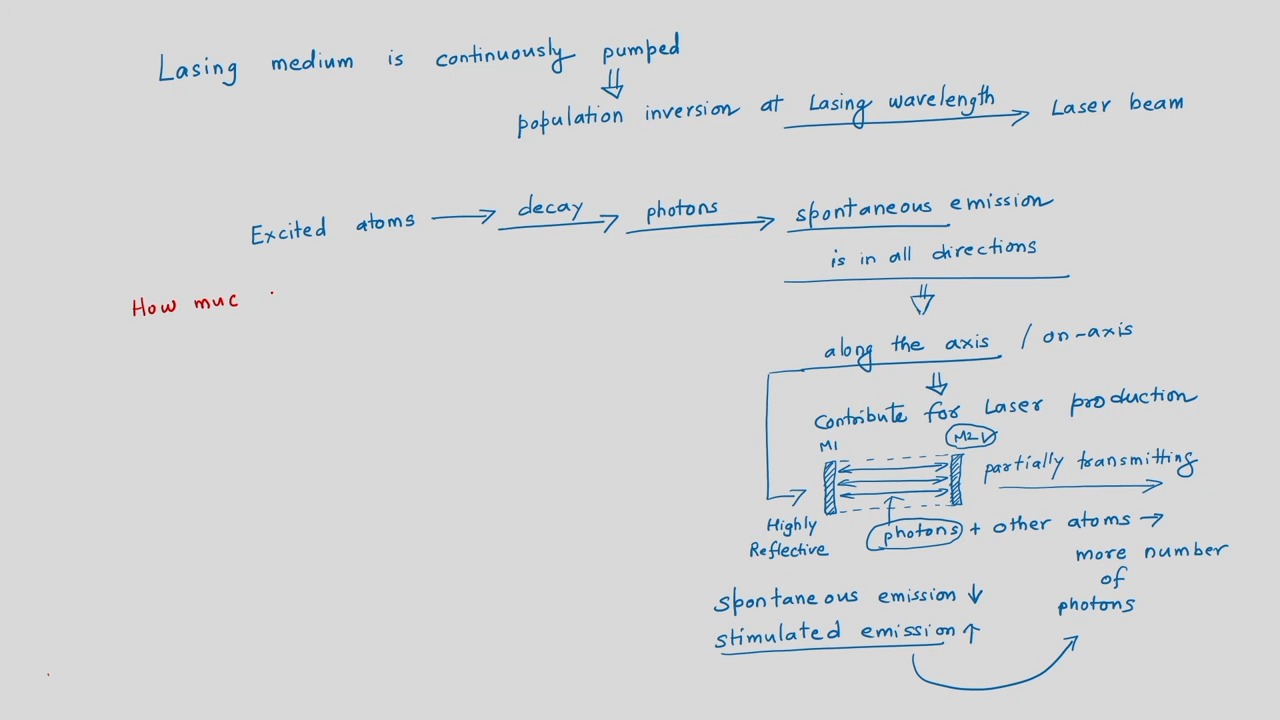 Lasing medium is continuously pumped
⇓
population inversion at Lasing wavelength → Laser beam
Excited atoms → decay → photons → spontaneous emission
is in all directions
⇓
How muc
along the axis / on-axis
⇓
Contribute for Laser production
M1 M2
partially transmitting
Highly
Reflective
photons + other atoms →
more number
of
photons
spontaneous emission ↓
stimulated emission ↑